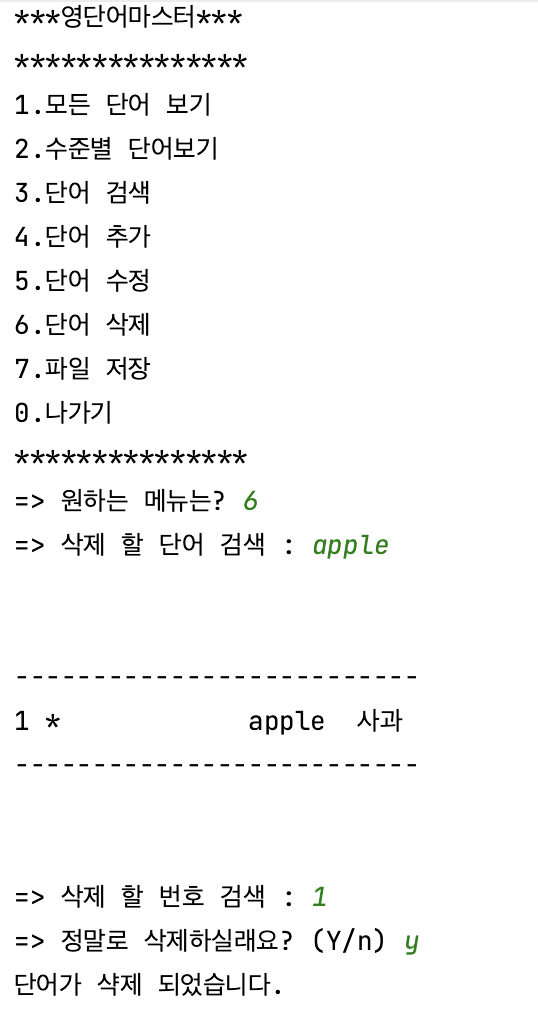 ***영단어마스터***
***************
1.모든 단어 보기
2.수준별 단어보기
3.단어 검색
4.단어 추가
5.단어 수정
6.단어 삭제
7.파일 저장
0.나가기
***************
=> 원하는 메뉴는? 6
=> 삭제 할 단어 검색 : apple
--------------------------
1 *            apple  사과
--------------------------
=> 삭제 할 번호 검색 : 1
=> 정말로 삭제하실래요? (Y/n) y
단어가 샥제 되었습니다.